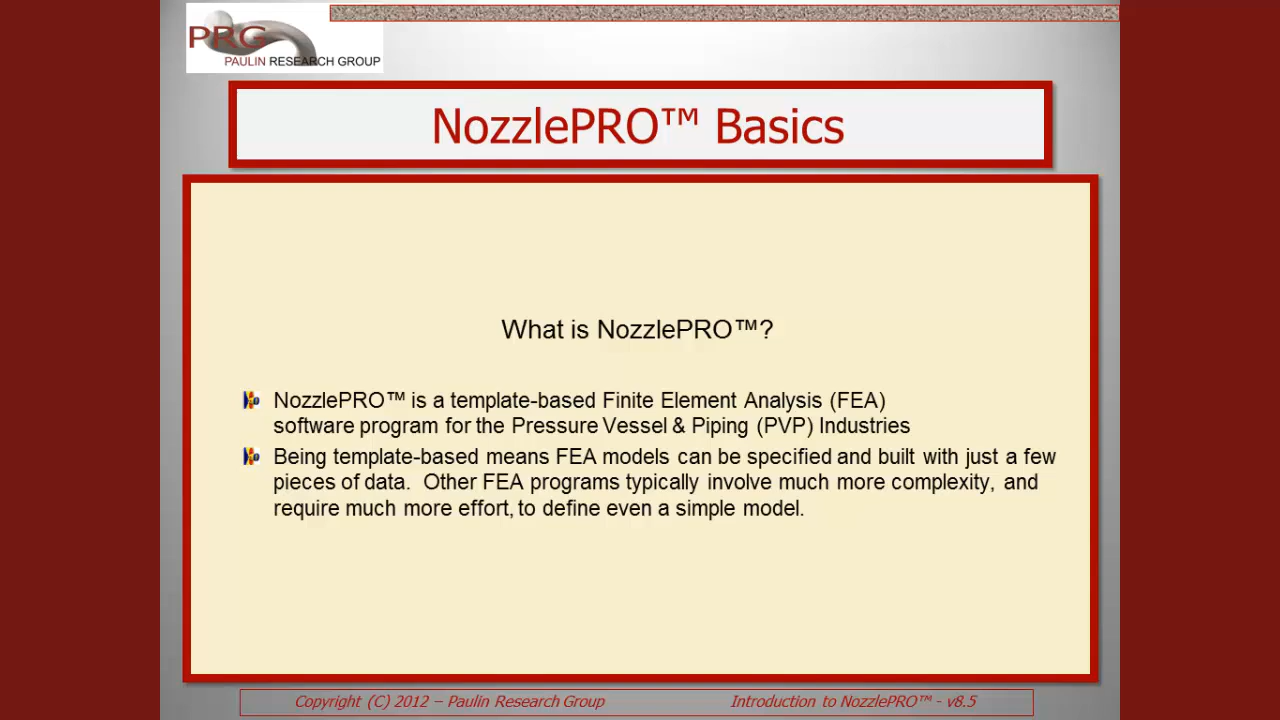 PRG
PAULIN RESEARCH GROUP
NozzlePRO™ Basics
What is NozzlePRO™?
NozzlePRO™ is a template-based Finite Element Analysis (FEA)
software program for the Pressure Vessel & Piping (PVP) Industries
Being template-based means FEA models can be specified and built with just a few
pieces of data.  Other FEA programs typically involve much more complexity, and
require much more effort, to define even a simple model.
Copyright (C) 2012 – Paulin Research Group
Introduction to NozzlePRO™ - v8.5